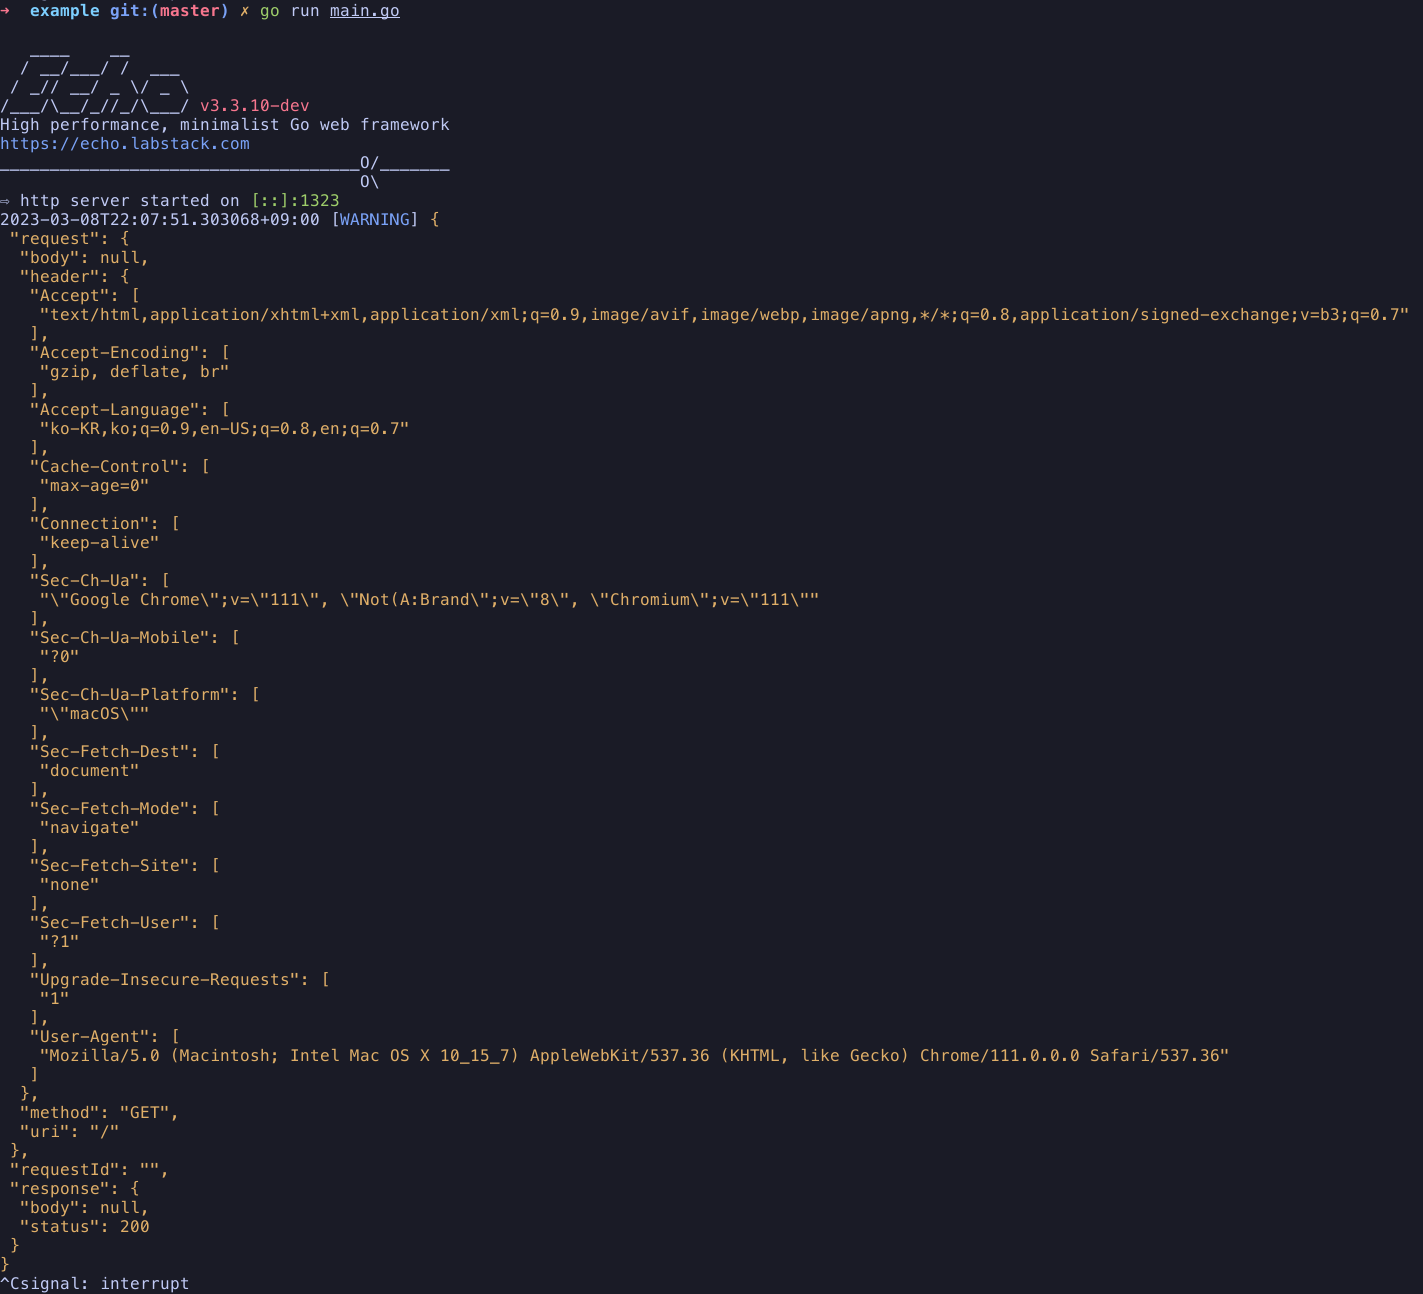 ➜  example git:(master) ✗ go run main.go

   ____    __
  / __/___/ /  ___
 / _// __/ _ \/ _ \
/___/\__/_//_/\___/ v3.3.10-dev
High performance, minimalist Go web framework
https://echo.labstack.com
____________________________________O/_______
                                    O\
⇨ http server started on [::]:1323
2023-03-08T22:07:51.303068+09:00 [WARNING] {
 "request": {
  "body": null,
  "header": {
   "Accept": [
    "text/html,application/xhtml+xml,application/xml;q=0.9,image/avif,image/webp,image/apng,*/*;q=0.8,application/signed-exchange;v=b3;q=0.7"
   ],
   "Accept-Encoding": [
    "gzip, deflate, br"
   ],
   "Accept-Language": [
    "ko-KR,ko;q=0.9,en-US;q=0.8,en;q=0.7"
   ],
   "Cache-Control": [
    "max-age=0"
   ],
   "Connection": [
    "keep-alive"
   ],
   "Sec-Ch-Ua": [
    "\"Google Chrome\";v=\"111\", \"Not(A:Brand\";v=\"8\", \"Chromium\";v=\"111\""
   ],
   "Sec-Ch-Ua-Mobile": [
    "?0"
   ],
   "Sec-Ch-Ua-Platform": [
    "\"macOS\""
   ],
   "Sec-Fetch-Dest": [
    "document"
   ],
   "Sec-Fetch-Mode": [
    "navigate"
   ],
   "Sec-Fetch-Site": [
    "none"
   ],
   "Sec-Fetch-User": [
    "?1"
   ],
   "Upgrade-Insecure-Requests": [
    "1"
   ],
   "User-Agent": [
    "Mozilla/5.0 (Macintosh; Intel Mac OS X 10_15_7) AppleWebKit/537.36 (KHTML, like Gecko) Chrome/111.0.0.0 Safari/537.36"
   ]
  },
  "method": "GET",
  "uri": "/"
 },
 "requestId": "",
 "response": {
  "body": null,
  "status": 200
 }
}
^Csignal: interrupt